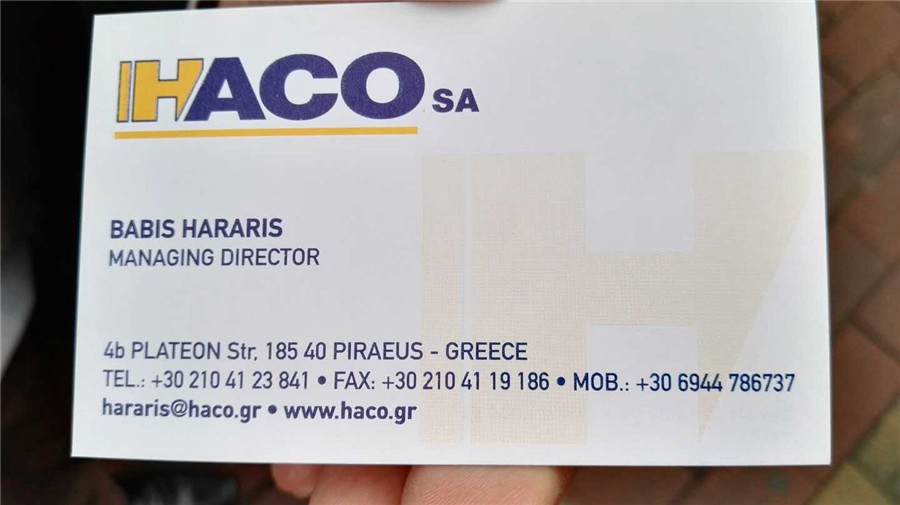 HACO SA
BABIS HARARIS
MANAGING DIRECTOR
4b PLATEON Str, 185 40 PIRAEUS - GREECE
TEL.: +30 210 41 23 841 • FAX: +30 210 41 19 186 • MOB.: +30 6944 786737
hararis@haco.gr • www.haco.gr